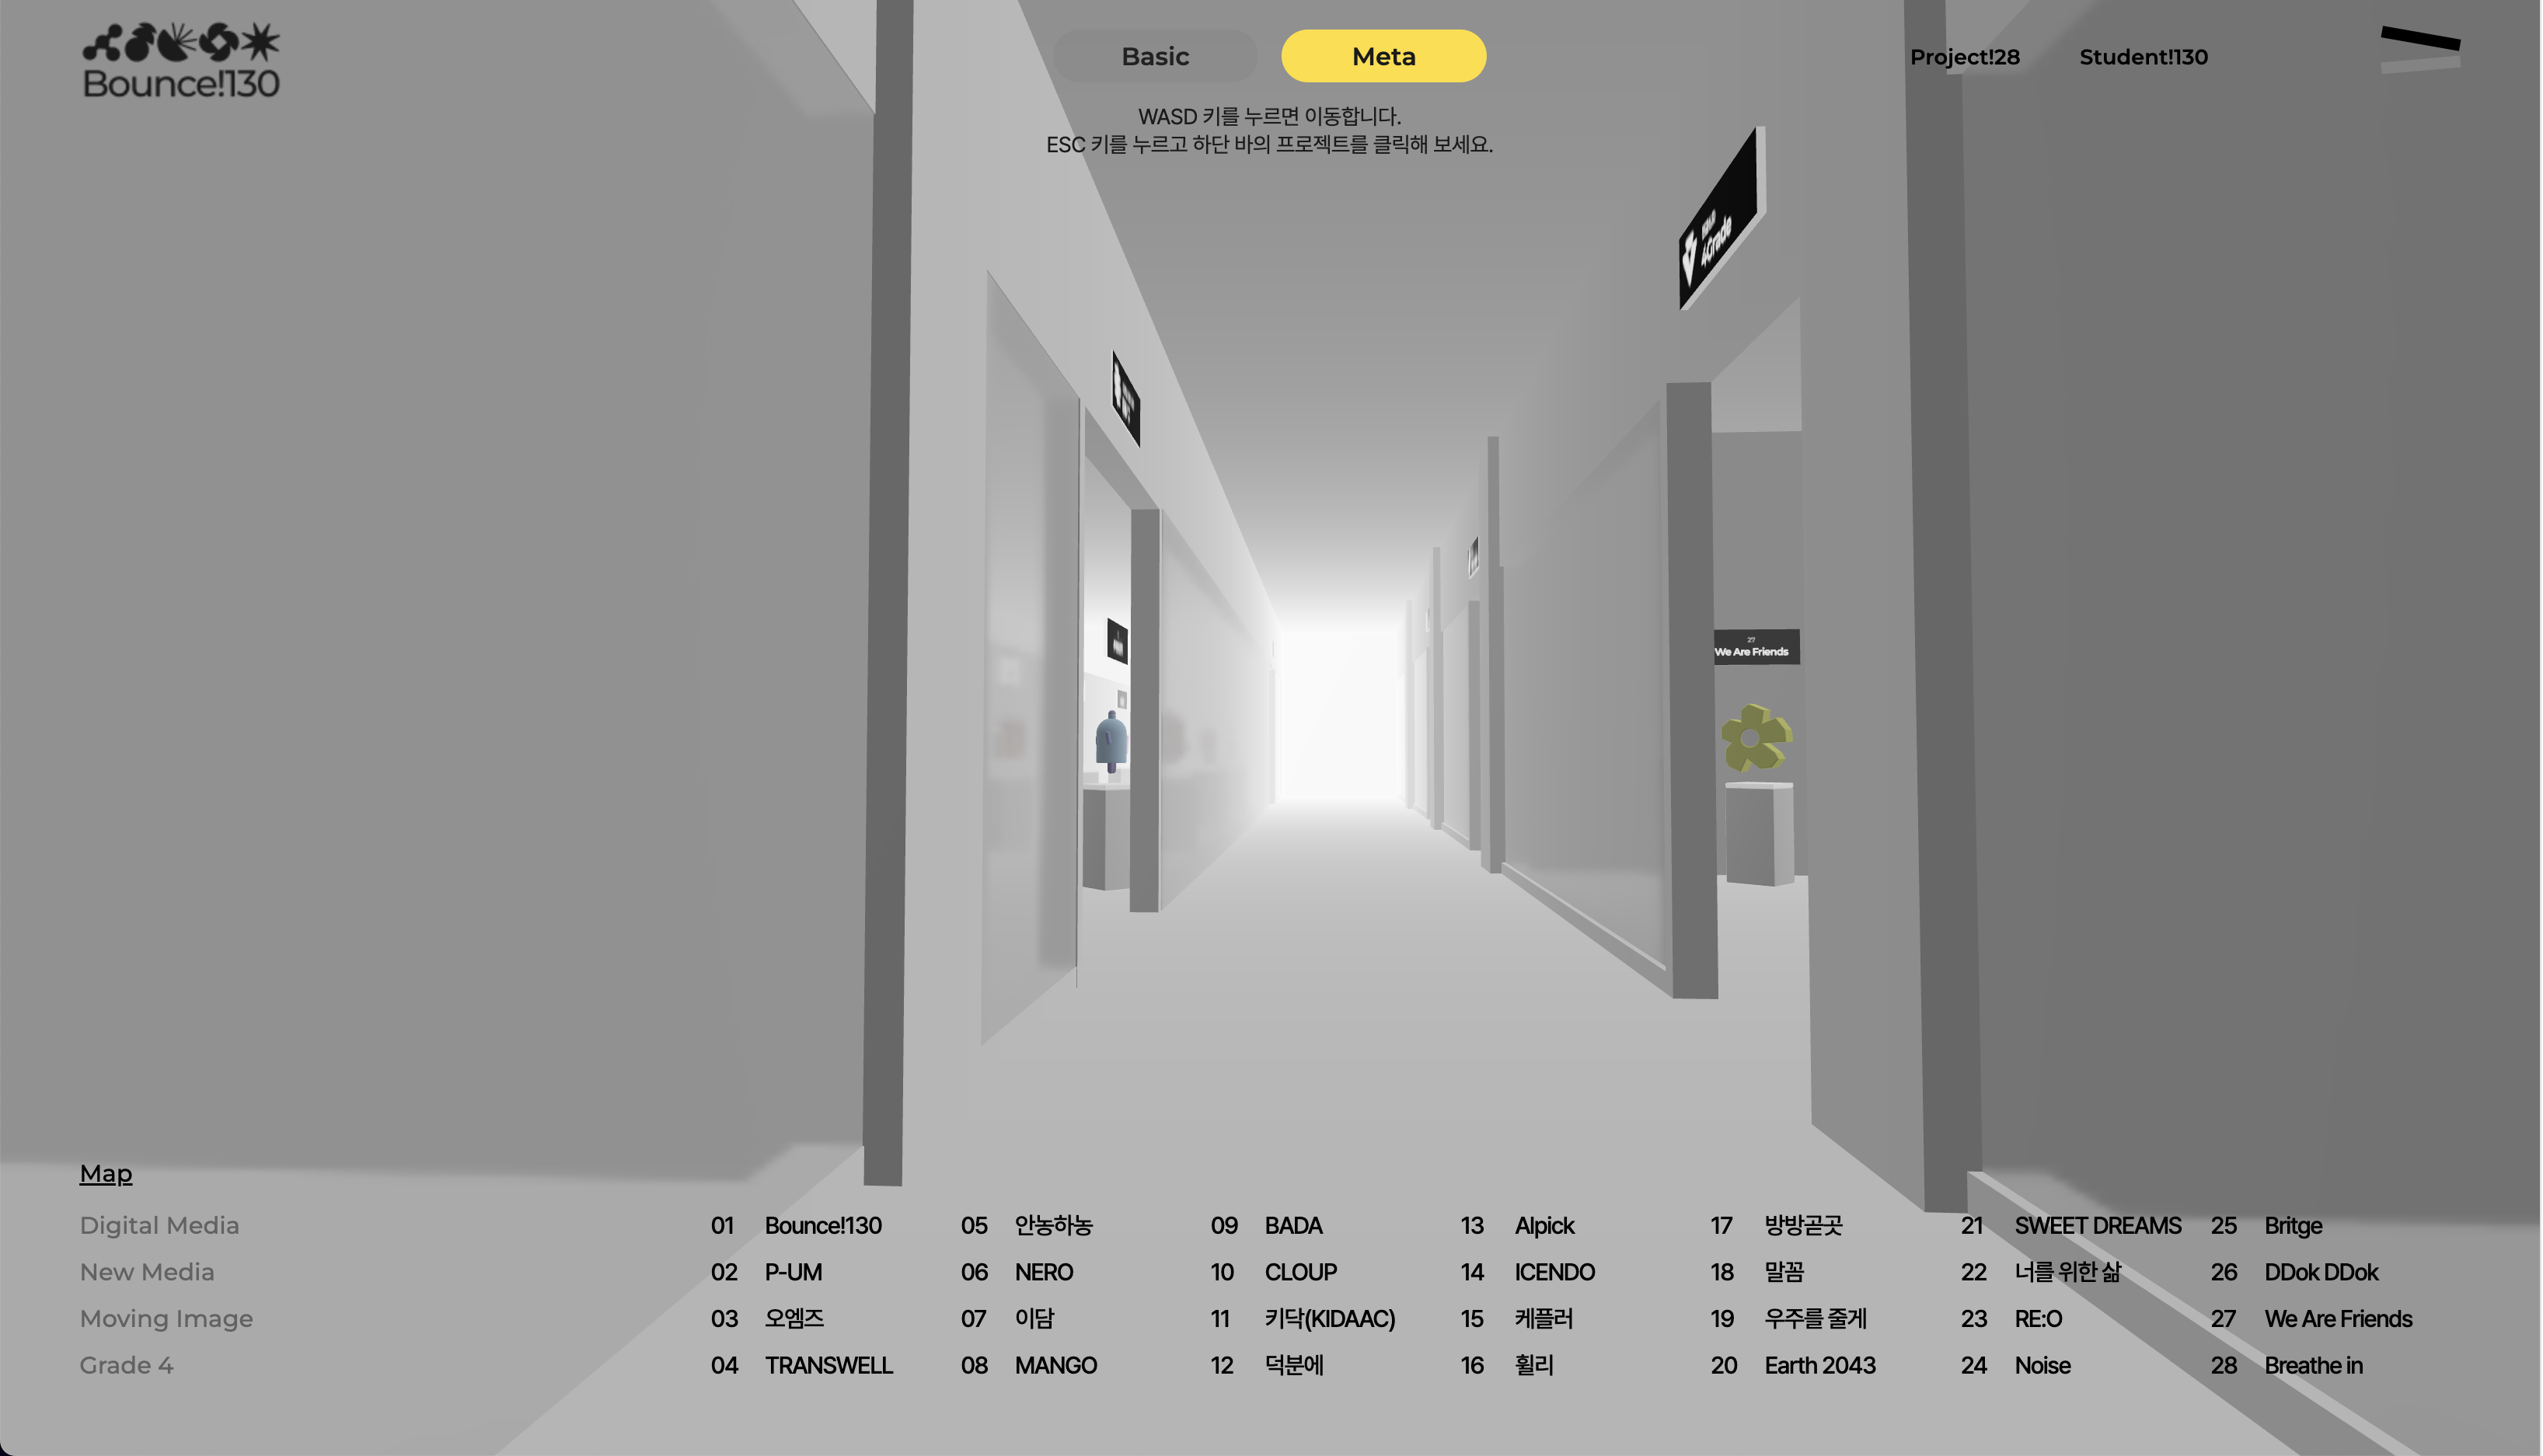 Bounce!130
Basic
Meta
Project!28
Student!130
WASD 키를 누르면 이동합니다.
ESC 키를 누르고 하단 바의 프로젝트를 클릭해 보세요.
4Grade
27
We Are Friends
Map
Digital Media
New Media
Moving Image
Grade 4
01 Bounce!130
02 P-UM
03 오엠즈
04 TRANSWELL
05 안농하농
06 NERO
07 이담
08 MANGO
09 BADA
10 CLOUP
11 키닥(KIDAAC)
12 덕분에
13 Alpick
14 ICENDO
15 케플러
16 휠리
17 방방곧곳
18 말꼼
19 우주를 줄게
20 Earth 2043
21 SWEET DREAMS
22 너를 위한 삶
23 RE:O
24 Noise
25 Britge
26 DDok DDok
27 We Are Friends
28 Breathe in